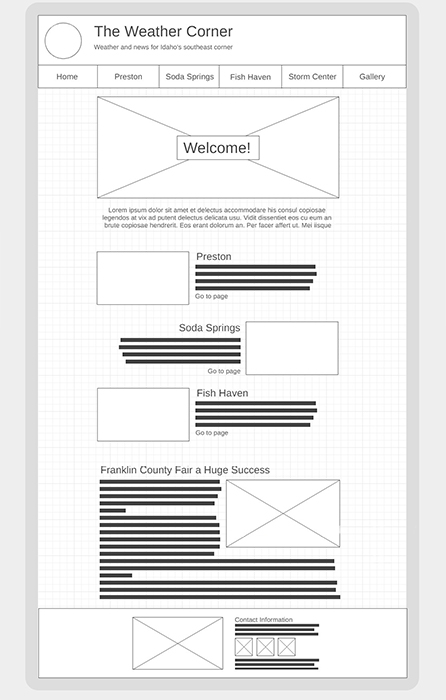 The Weather Corner
Weather and news for Idaho's southeast corner
Home Preston Soda Springs Fish Haven Storm Center Gallery
Welcome!
Lorem ipsum dolor sit amet et delectus accommodare his consul copiosae
legendos at vix ad putent delectus delicata usu. Vidit dissentiet eos cu eum an
brute copiosae hendrerit. Eos erant dolorum an. Per facer affert ut. Mei iisque
Preston
Go to page
Soda Springs
Go to page
Fish Haven
Go to page
Franklin County Fair a Huge Success
Contact Information